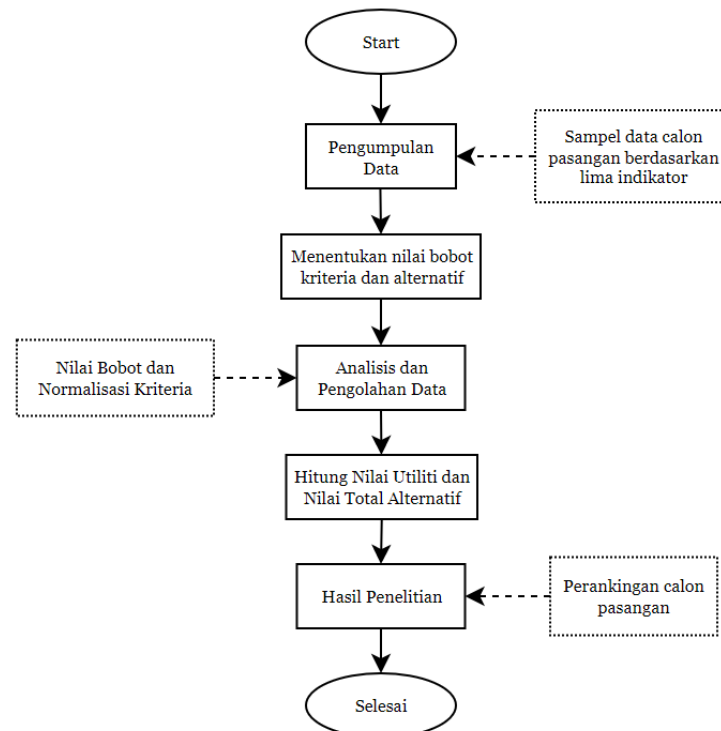 Start
Pengumpulan
Data
Sampel data calon
pasangan berdasarkan
lima indikator
Menentukan nilai bobot
kriteria dan alternatif
Nilai Bobot dan
Normalisasi Kriteria
Analisis dan
Pengolahan Data
Hitung Nilai Utiliti dan
Nilai Total Alternatif
Hasil Penelitian
Perankingan calon
pasangan
Selesai